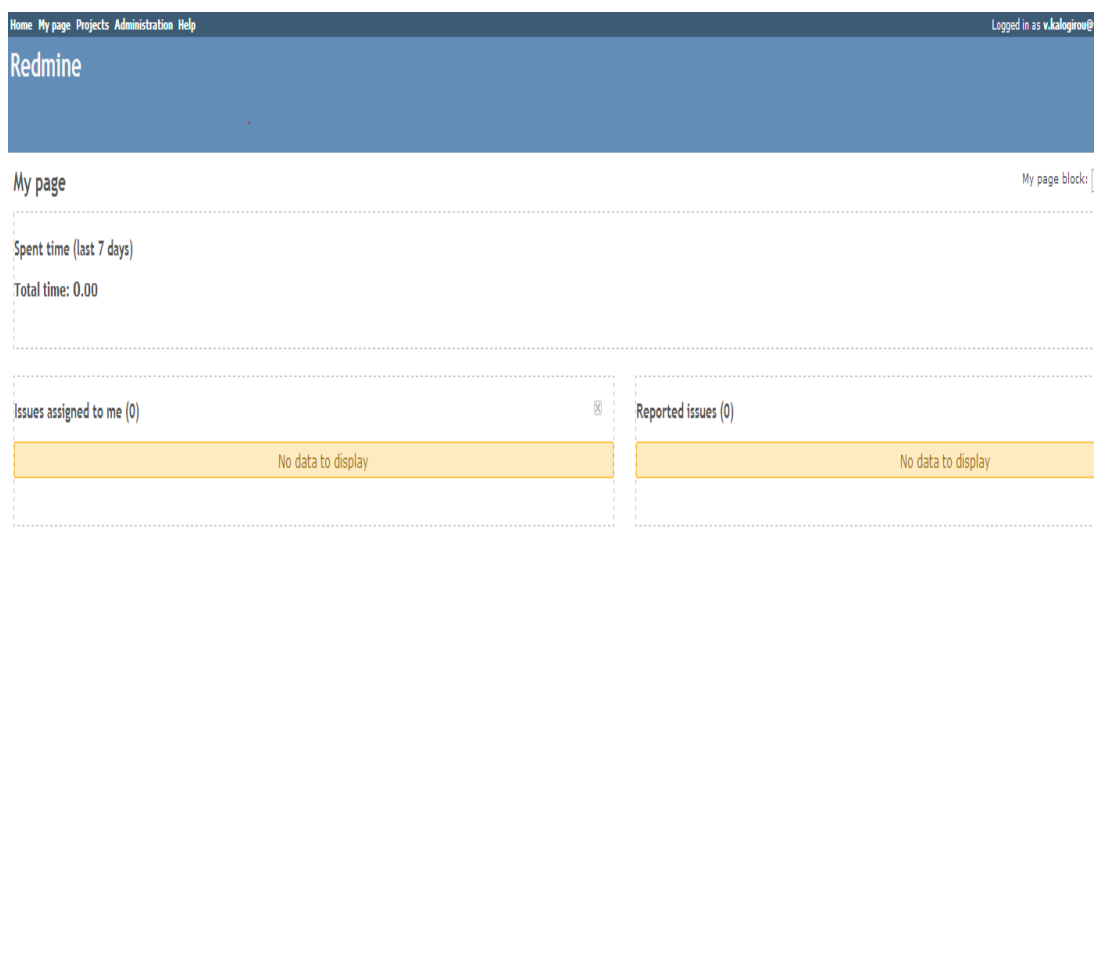 Home My page Projects Administration Help
Logged in as v.kalogirou@
Redmine
My page
My page block:
Spent time (last 7 days)
Total time: 0.00
Issues assigned to me (0)
Reported issues (0)
No data to display
No data to display